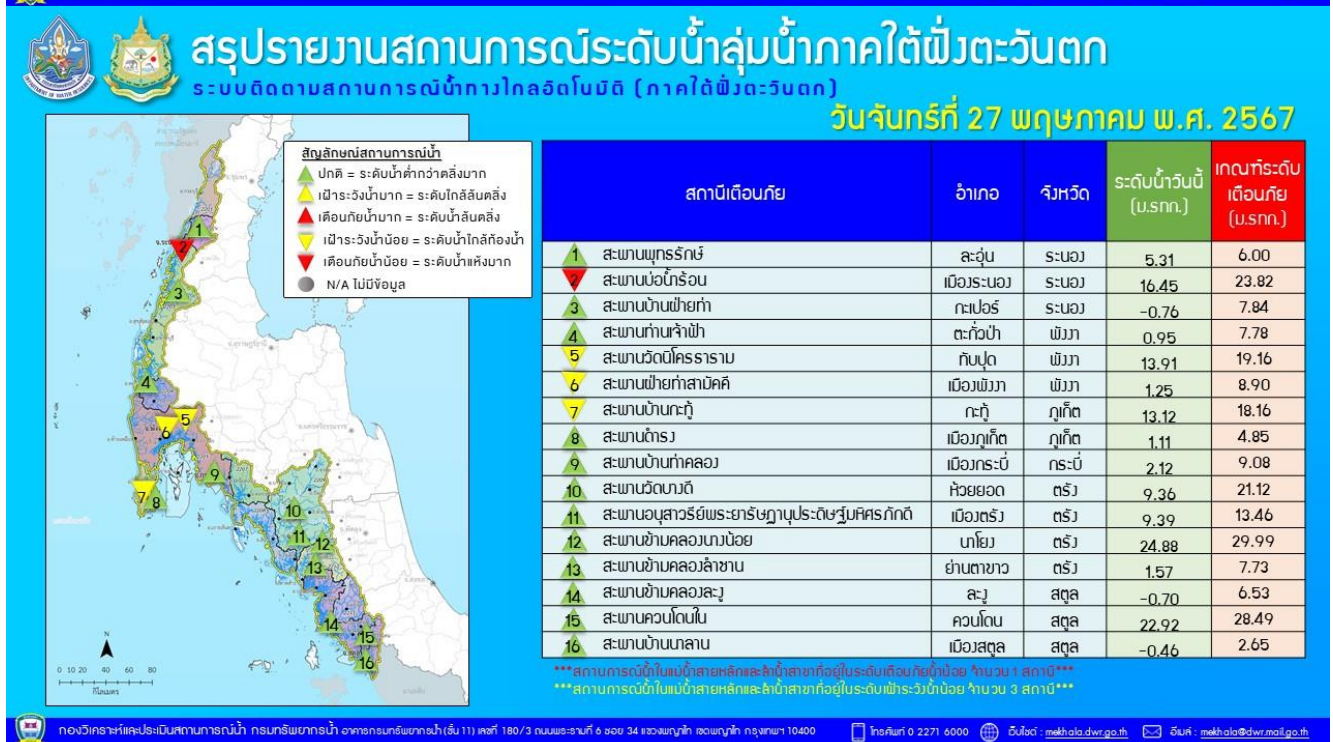 สรุปรายงานสถานการณ์ระดับน้ำลุ่มน้ำภาคใต้ฝั่งตะวันตก
ระบบติดตามสถานการณ์น้ำทางไกลอัตโนมัติ (ภาคใต้ฝั่งตะวันตก)
วันจันทร์ที่ 27 พฤษภาคม พ.ศ. 2567
สัญลักษณ์สถานการณ์น้ำ
ปกติ = ระดับน้ำต่ำกว่าตลิ่งมาก
เฝ้าระวังน้ำมาก = ระดับใกล้ล้นตลิ่ง
เตือนภัยน้ำมาก = ระดับน้ำล้นตลิ่ง
เฝ้าระวังน้ำน้อย = ระดับน้ำใกล้ท้องน้ำ
เตือนภัยน้ำน้อย = ระดับน้ำแห้งมาก
N/A ไม่มีข้อมูล
1
2
3
4
5
6
7
8
9
10
11
12
13
14
15
16
N
0 10 20 40 60 80
กิโลเมตร
สถานีเตือนภัย อำเภอ จังหวัด ระดับน้ำวันนี้ (ม.รทก.) เกณฑ์ระดับเตือนภัย (ม.รทก.)
1 สะพานพุทธรักษ์ ละอุ่น ระนอง 5.31 6.00
2 สะพานบ่อน้ำร้อน เมืองระนอง ระนอง 16.45 23.82
3 สะพานบ้านฝ่ายท่า กะเปอร์ ระนอง -0.76 7.84
4 สะพานท่านเจ้าฟ้า ตะกั่วป่า พังงา 0.95 7.78
5 สะพานวัดนิโครธาราม ทับปุด พังงา 13.91 19.16
6 สะพานฝ่ายท่าสามัคคี เมืองพังงา พังงา 1.25 8.90
7 สะพานบ้านกะทู้ กะทู้ ภูเก็ต 13.12 18.16
8 สะพานดำรง เมืองภูเก็ต ภูเก็ต 1.11 4.85
9 สะพานบ้านท่าคลอง เมืองกระบี่ กระบี่ 2.12 9.08
10 สะพานวัดบางดี ห้วยยอด ตรัง 9.36 21.12
11 สะพานอนุสาวรีย์พระยารัษฎานุประดิษฐ์มหิศรภักดี เมืองตรัง ตรัง 9.39 13.46
12 สะพานข้ามคลองนางน้อย นาโยง ตรัง 24.88 29.99
13 สะพานข้ามคลองลำชาน ย่านตาขาว ตรัง 1.57 7.73
14 สะพานข้ามคลองละงู ละงู สตูล -0.70 6.53
15 สะพานควนโดนใน ควนโดน สตูล 22.92 28.49
16 สะพานบ้านนาลาน เมืองสตูล สตูล -0.46 2.65
***สถานการณ์น้ำในแม่น้ำสายหลักและลำน้ำสาขาที่อยู่ในระดับเตือนภัยน้ำน้อย จำนวน 1 สถานี***
***สถานการณ์น้ำในแม่น้ำสายหลักและลำน้ำสาขาที่อยู่ในระดับเฝ้าระวังน้ำน้อย จำนวน 3 สถานี***
กองวิเคราะห์และประเมินสถานการณ์น้ำ กรมทรัพยากรน้ำ อาคารกรมทรัพยากรน้ำ (ชั้น 11) เลขที่ 180/3 ถนนพระรามที่ 6 ซอย 34 แขวงพญาไท เขตพญาไท กรุงเทพฯ 10400 โทรศัพท์ 0 2271 6000 เว็บไซต์ : mekhala.dwr.go.th อีเมล์ : mekhala@dwr.mail.go.th